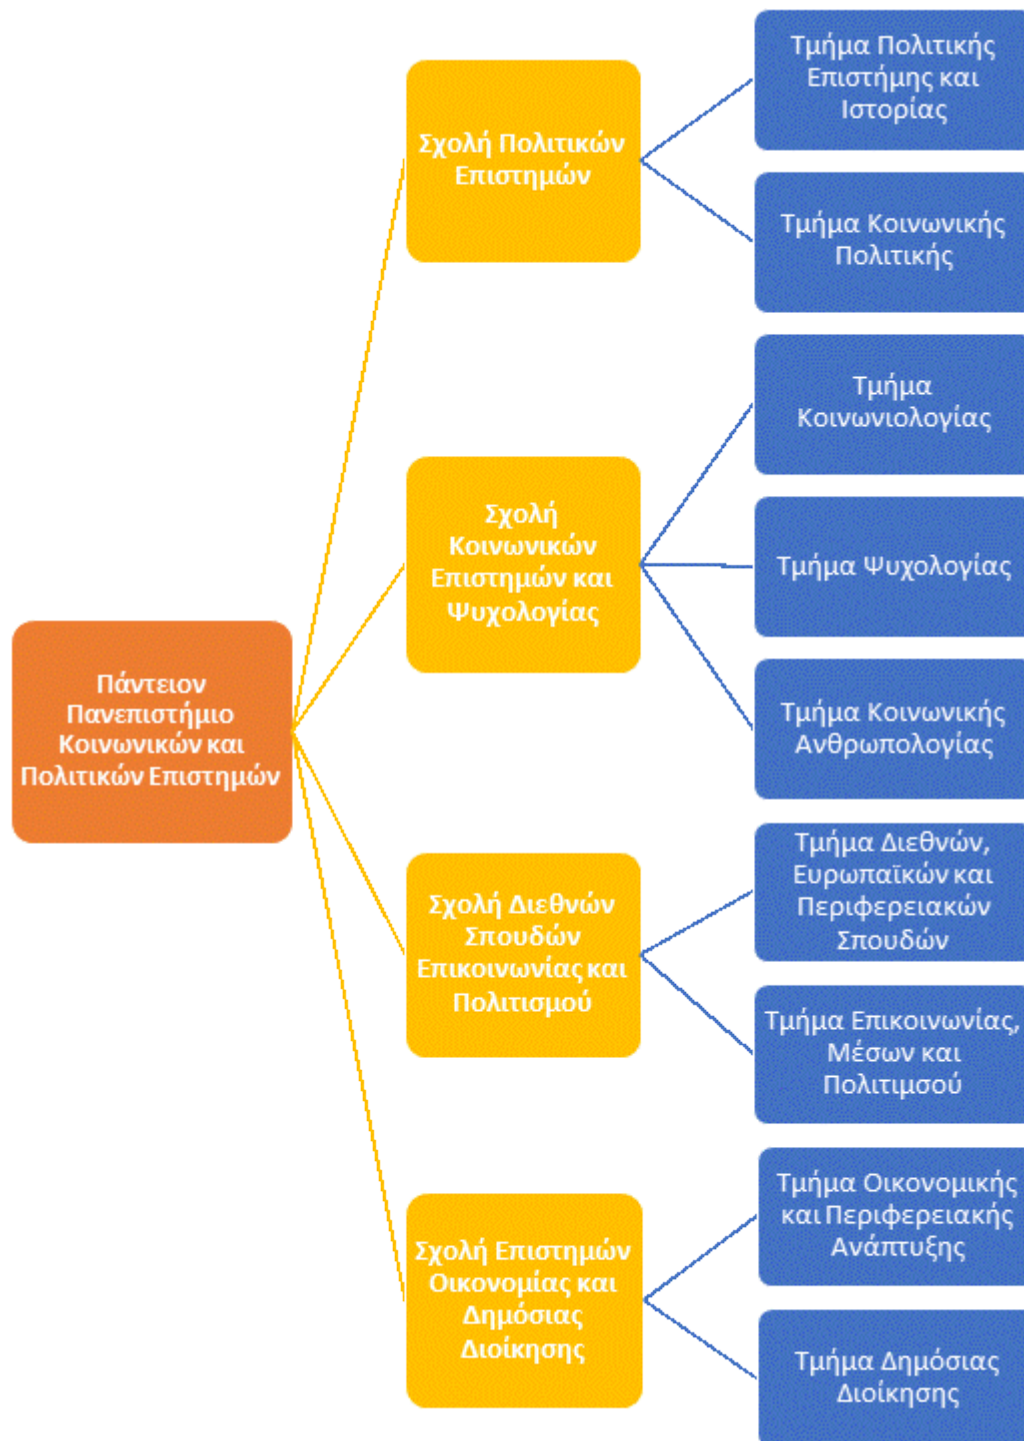 Πάντειον
Πανεπιστήμιο
Κοινωνικών και
Πολιτικών Επιστημών
Σχολή Πολιτικών
Επιστημών
Τμήμα Πολιτικής
Επιστήμης και
Ιστορίας
Τμήμα Κοινωνικής
Πολιτικής
Σχολή
Κοινωνικών
Επιστημών και
Ψυχολογίας
Τμήμα
Κοινωνιολογίας
Τμήμα Ψυχολογίας
Τμήμα Κοινωνικής
Ανθρωπολογίας
Σχολή Διεθνών
Σπουδών
Επικοινωνίας και
Πολιτισμού
Τμήμα Διεθνών,
Ευρωπαϊκών και
Περιφερειακών
Σπουδών
Τμήμα Επικοινωνίας,
Μέσων και
Πολιτιμσού
Σχολή Επιστημών
Οικονομίας και
Δημόσιας
Διοίκησης
Τμήμα Οικονομικής
και Περιφερειακής
Ανάπτυξης
Τμήμα Δημόσιας
Διοίκησης